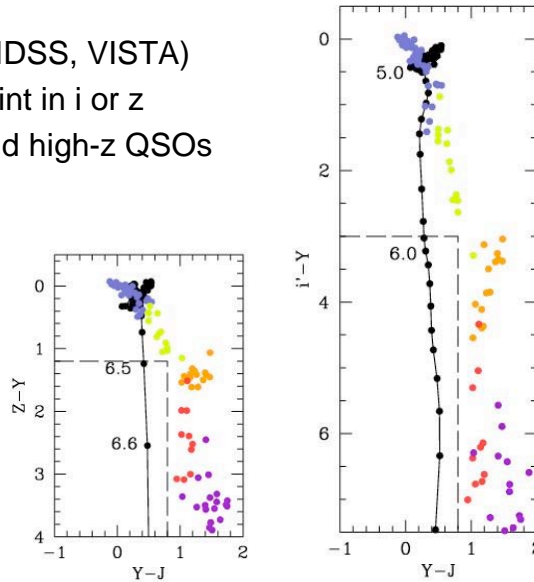 IDSS, VISTA)
int in i or z
d high-z QSOs
0
5.0
2
3
6.0
4
6
−1 0 1 2
i'−Y
Y−J
0
1
6.5
2
6.6
3
4
−1 0 1 2
Z−Y
Y−J